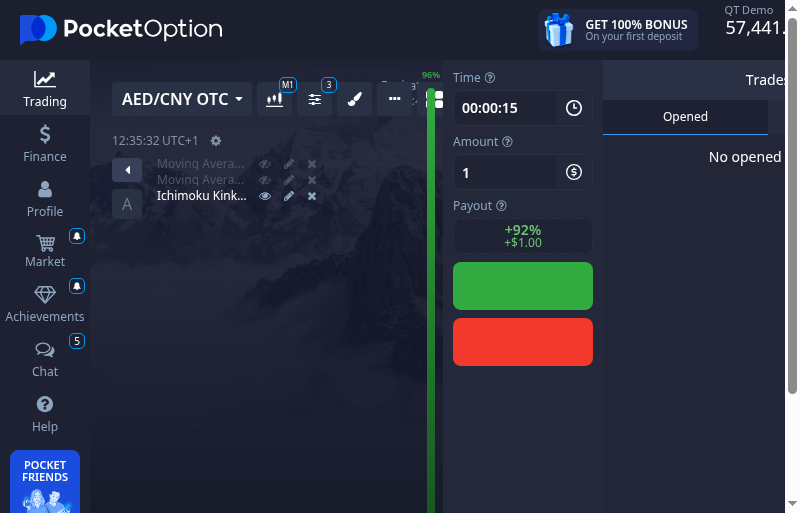 PocketOption
GET 100% BONUS
On your first deposit
QT Demo
57,441.
Trading
Finance
Profile
Market
Achievements
5
Chat
Help
POCKET
FRIENDS
96%
AED/CNY OTC
M1
3
12:35:32 UTC+1
Moving Avera...
Moving Avera...
Ichimoku Kink...
A
Time
00:00:15
Amount
1
Payout
+92%
+$1.00
Trades
Opened
No opened